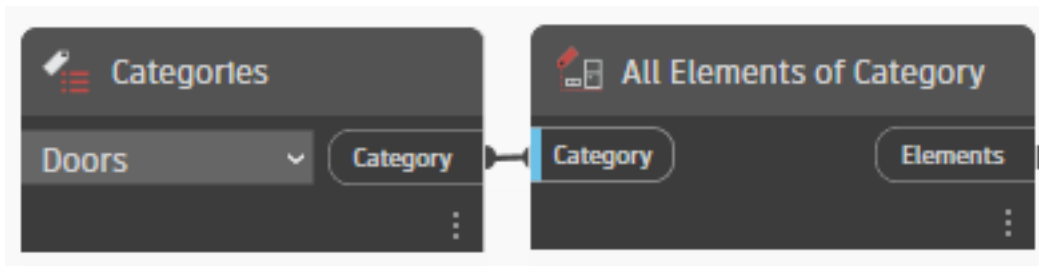 Categories
Doors
Category
All Elements of Category
Category
Elements